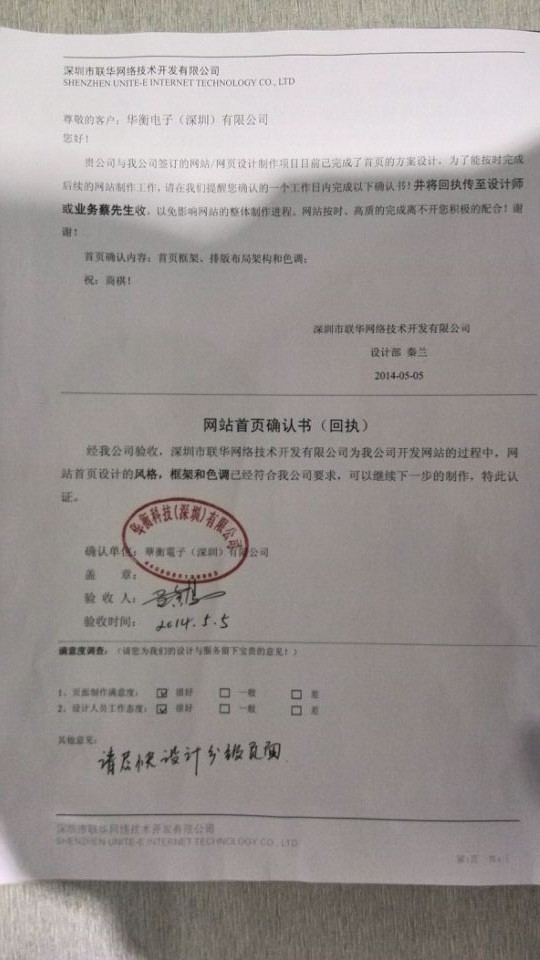 深圳市联华网络技术开发有限公司
SHENZHEN UNITE-E INTERNET TECHNOLOGY CO., LTD
尊敬的客户：华衡电子（深圳）有限公司
您好！
贵公司与我公司签订的网站/网页设计制作项目目前已完成了首页的方案设计，为了能按时完成
后续的网站制作工作，请在我们提醒您确认的一个工作日内完成以下确认书！并将回执传至设计师
或业务蔡先生收，以免影响网站的整体制作进程。网站按时、高质的完成离不开您积极的配合！谢
谢！
首页确认内容：首页框架、排版布局架构和色调；
祝：商祺！
深圳市联华网络技术开发有限公司
设计部 秦兰
2014-05-05
网站首页确认书（回执）
经我公司验收，深圳市联华网络技术开发有限公司为我公司开发网站的过程中，网
站首页设计的风格，框架和色调已经符合我公司要求，可以继续下一步的制作，特此认
证。
华衡科技(深圳)有限公司
确认单位：華衡電子（深圳）有限公司
盖 章：
验 收 人：
验收时间： 2014.5.5
满意度调查：（请您为我们的设计与服务留下宝贵的意见！）
1、页面制作满意度： 很好 一般 差
2、设计人员工作态度： 很好 一般 差
其他意见：
请尽快设计分级页面
深圳市联华网络技术开发有限公司
SHENZHEN UNITE-E INTERNET TECHNOLOGY CO., LTD
第1页